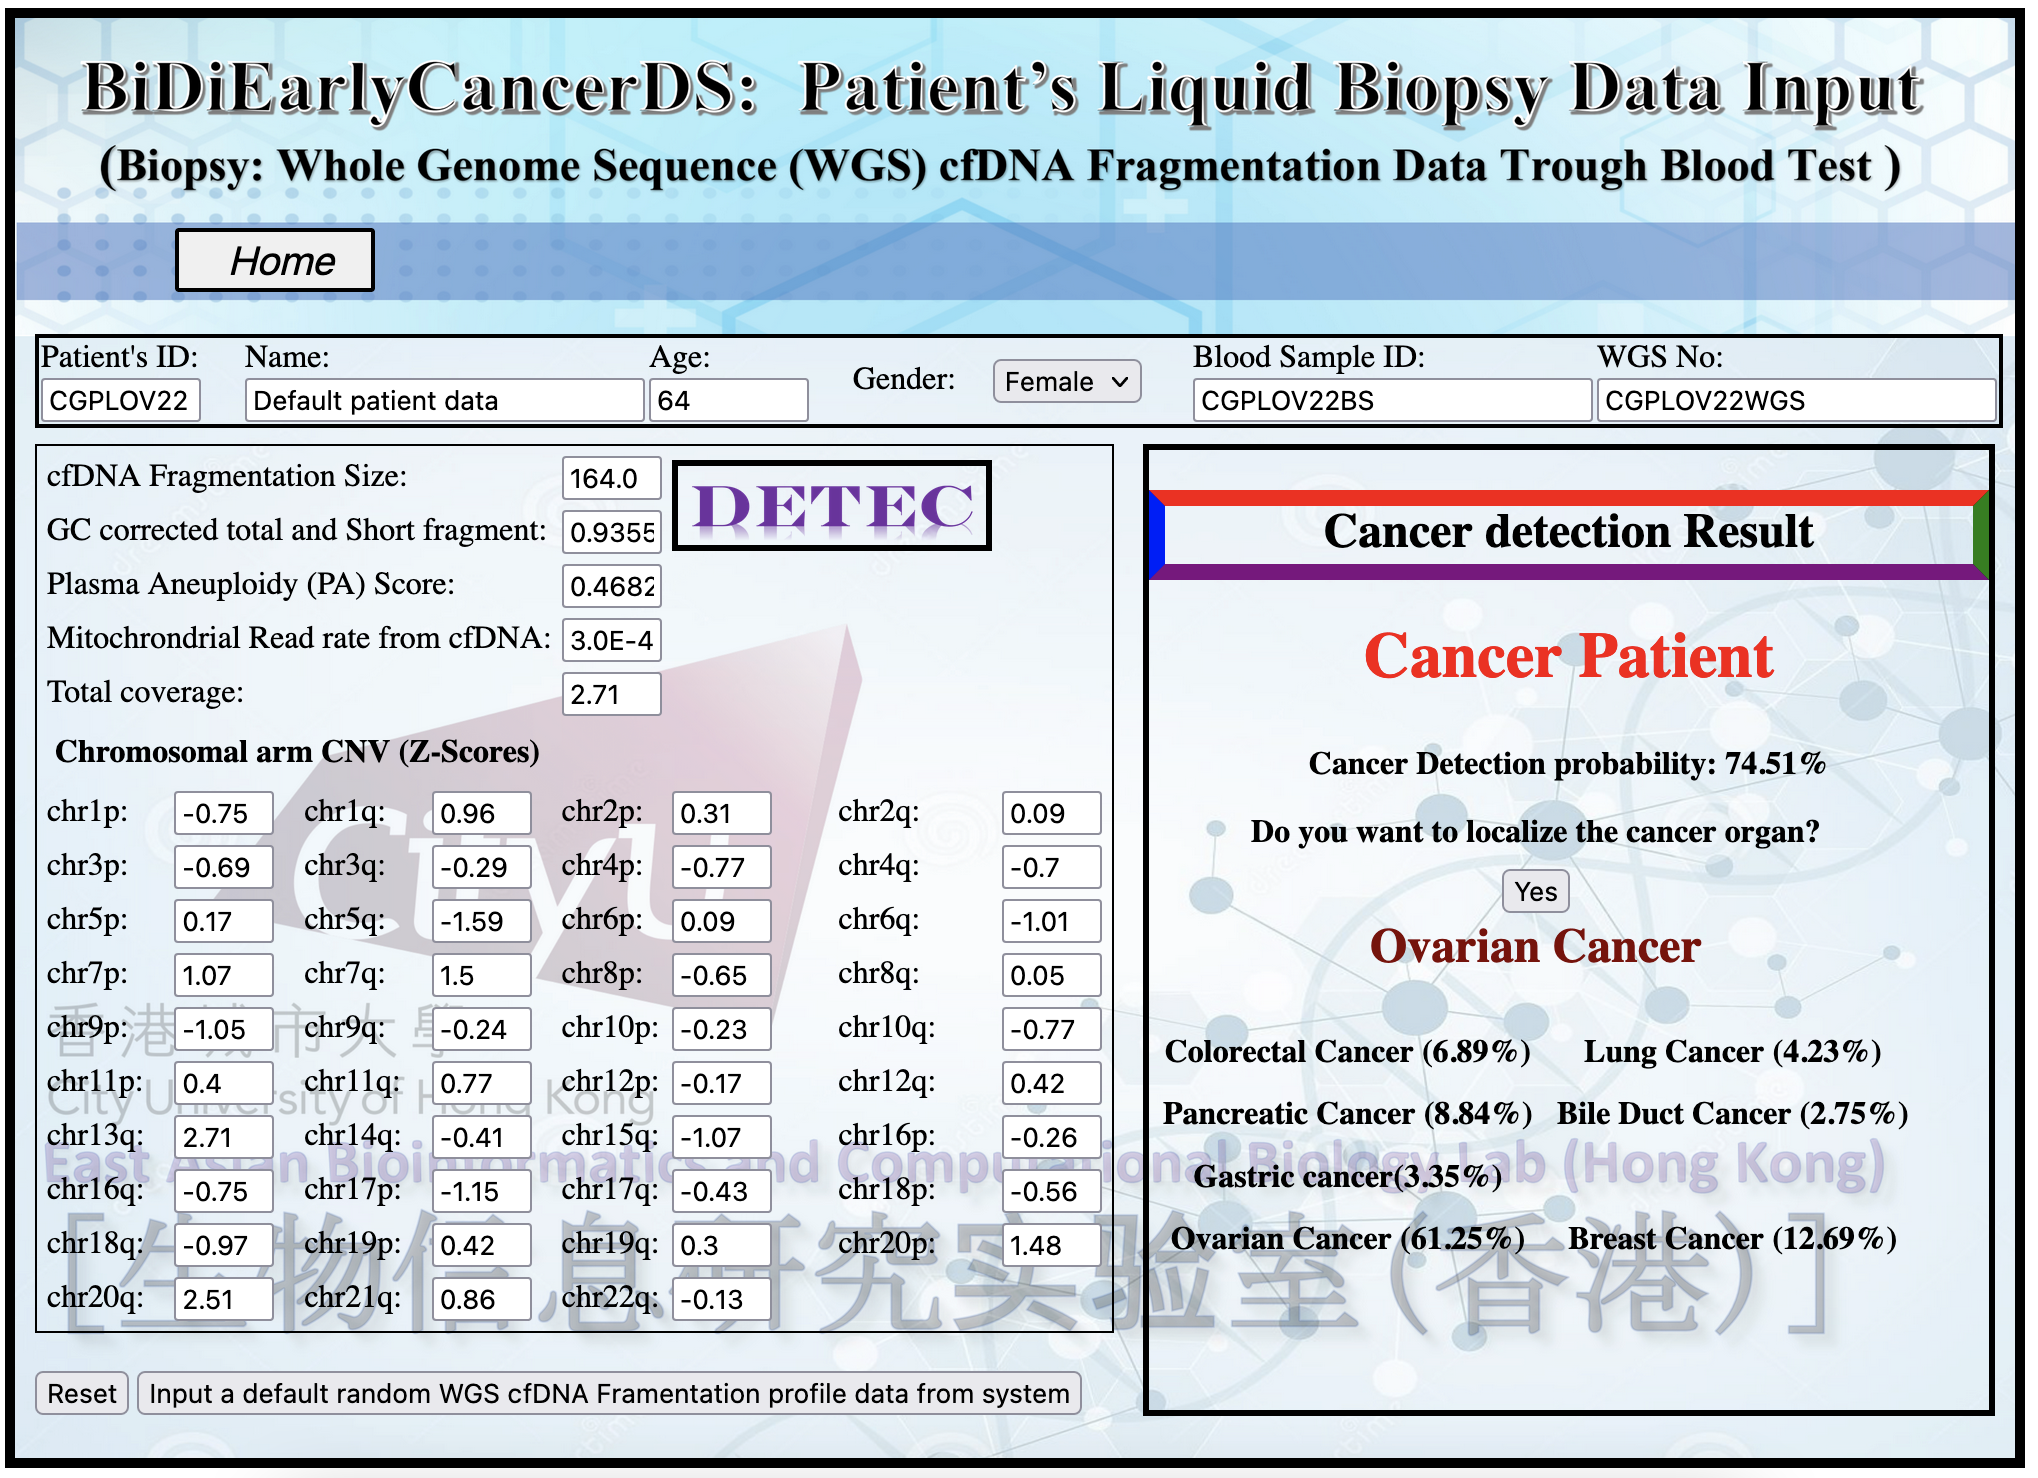 BiDiEarlyCancerDS: Patient’s Liquid Biopsy Data Input
(Biopsy: Whole Genome Sequence (WGS) cfDNA Fragmentation Data Trough Blood Test )
Home
Patient's ID: Name: Age: Gender: Female Blood Sample ID: WGS No:
CGPLOV22 Default patient data 64 CGPLOV22BS CGPLOV22WGS
cfDNA Fragmentation Size: 164.0
DETEC
GC corrected total and Short fragment: 0.9355
Plasma Aneuploidy (PA) Score: 0.4682
Mitochrondrial Read rate from cfDNA: 3.0E-4
Total coverage: 2.71
Chromosomal arm CNV (Z-Scores)
chr1p: -0.75 chr1q: 0.96 chr2p: 0.31 chr2q: 0.09
chr3p: -0.69 chr3q: -0.29 chr4p: -0.77 chr4q: -0.7
chr5p: 0.17 chr5q: -1.59 chr6p: 0.09 chr6q: -1.01
chr7p: 1.07 chr7q: 1.5 chr8p: -0.65 chr8q: 0.05
chr9p: -1.05 chr9q: -0.24 chr10p: -0.23 chr10q: -0.77
chr11p: 0.4 chr11q: 0.77 chr12p: -0.17 chr12q: 0.42
chr13q: 2.71 chr14q: -0.41 chr15q: -1.07 chr16p: -0.26
chr16q: -0.75 chr17p: -1.15 chr17q: -0.43 chr18p: -0.56
chr18q: -0.97 chr19p: 0.42 chr19q: 0.3 chr20p: 1.48
chr20q: 2.51 chr21q: 0.86 chr22q: -0.13
Reset Input a default random WGS cfDNA Framentation profile data from system
Cancer detection Result
Cancer Patient
Cancer Detection probability: 74.51%
Do you want to localize the cancer organ?
Yes
Ovarian Cancer
Colorectal Cancer (6.89%) Lung Cancer (4.23%)
Pancreatic Cancer (8.84%) Bile Duct Cancer (2.75%)
Gastric cancer(3.35%)
Ovarian Cancer (61.25%) Breast Cancer (12.69%)
CityU
香港城市大學
City University of Hong Kong
East Asian Bioinformatics and Computational Biology Lab (Hong Kong)
[生物信息研究实验室(香港)]